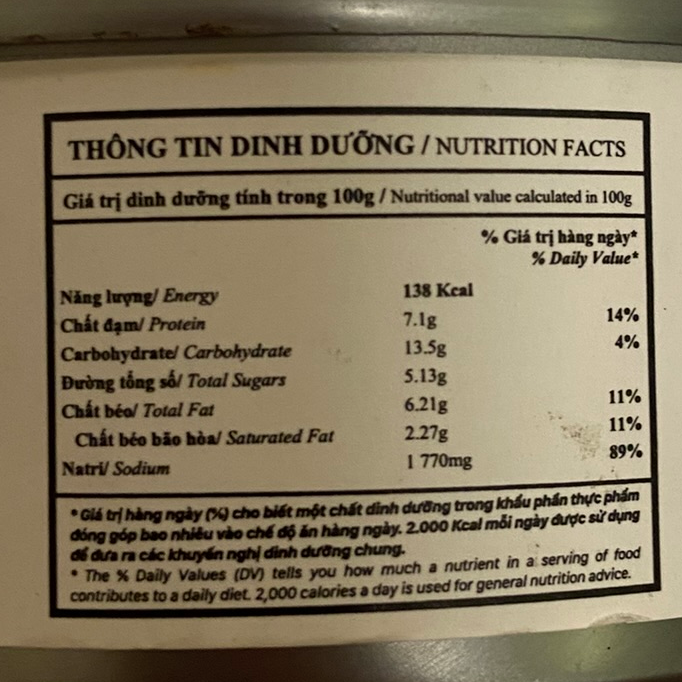 THÔNG TIN DINH DƯỠNG / NUTRITION FACTS
Giá trị dinh dưỡng tính trong 100g / Nutritional value calculated in 100g
% Giá trị hàng ngày*
% Daily Value*
Năng lượng/ Energy 138 Kcal
Chất đạm/ Protein 7.1g 14%
Carbohydrate/ Carbohydrate 13.5g 4%
Đường tổng số/ Total Sugars 5.13g
Chất béo/ Total Fat 6.21g 11%
Chất béo bão hòa/ Saturated Fat 2.27g 11%
Natri/ Sodium 1 770mg 89%
* Giá trị hàng ngày (%) cho biết một chất dinh dưỡng trong khẩu phần thực phẩm
đóng góp bao nhiêu vào chế độ ăn hàng ngày. 2.000 Kcal mỗi ngày được sử dụng
để đưa ra các khuyến nghị dinh dưỡng chung.
* The % Daily Values (DV) tells you how much a nutrient in a serving of food
contributes to a daily diet. 2,000 calories a day is used for general nutrition advice.